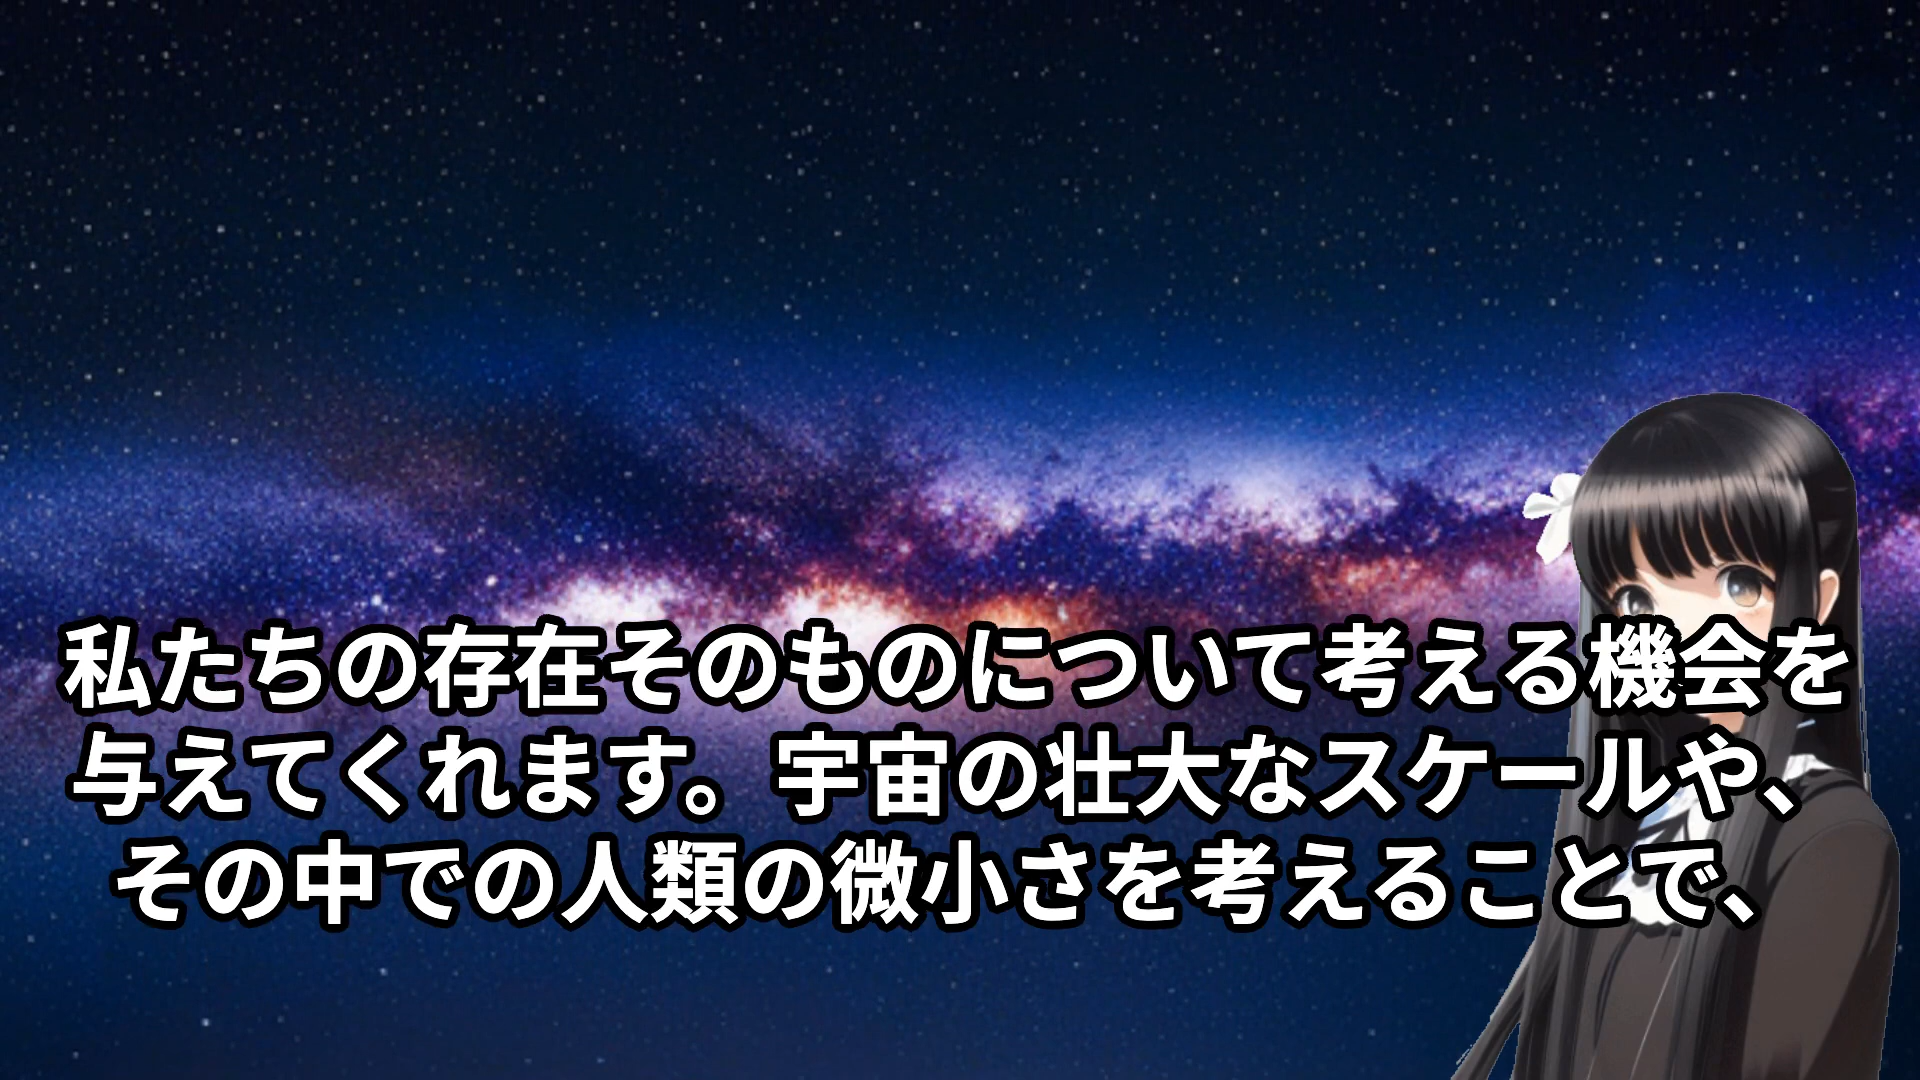 私たちの存在そのものについて考える機会を
与えてくれます。宇宙の壮大なスケールや、
その中での人類の微小さを考えることで、